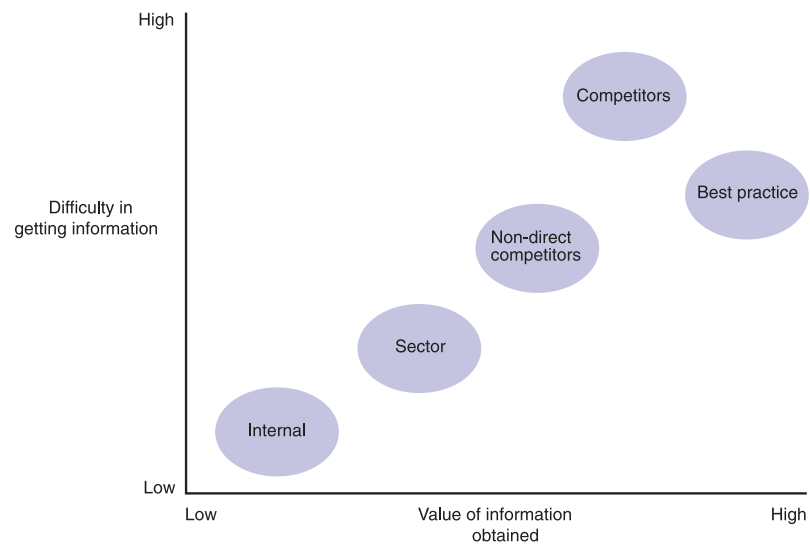 High
Competitors
Best practice
Difficulty in
getting information
Non-direct
competitors
Sector
Internal
Low
Low
Value of information
obtained
High